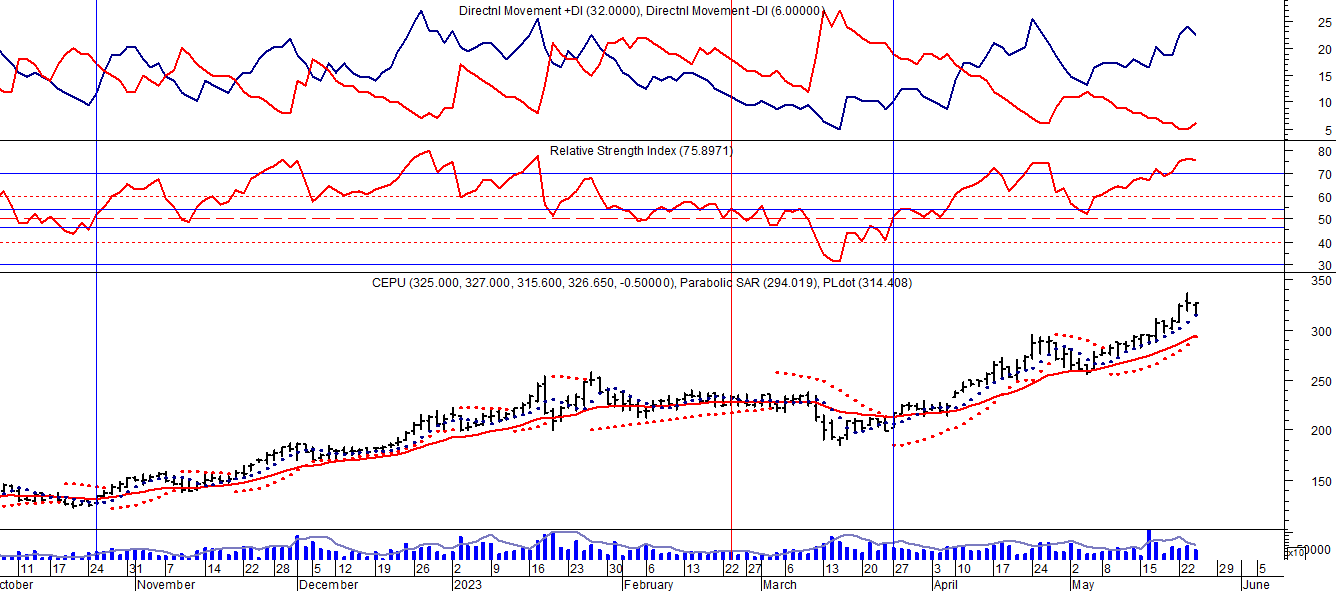 Directnl Movement +DI (32.0000), Directnl Movement -DI (6.00000)
25
20
15
10
5
Relative Strength Index (75.8971)
80
70
60
50
40
30
CEPU (325.000, 327.000, 315.600, 326.650, -0.50000), Parabolic SAR (294.019), PLdot (314.408)
350
300
250
200
150
x10
11 17 24 31 7 14 22 28 5 12 19 26 2 9 16 23 30 6 13 22 27 6 13 20 27 3 10 17 24 2 8 15 22 29 5
ctober November December 2023 February March April May June